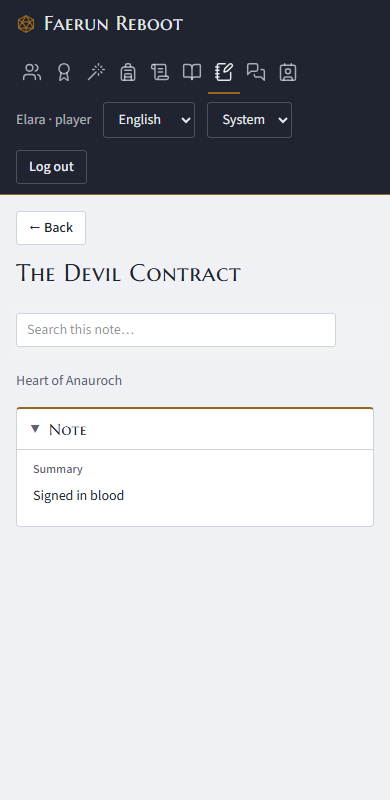 Faerun Reboot
Elara · player English System
Log out
← Back
The Devil Contract
Search this note…
Heart of Anauroch
▼ Note
Summary
Signed in blood